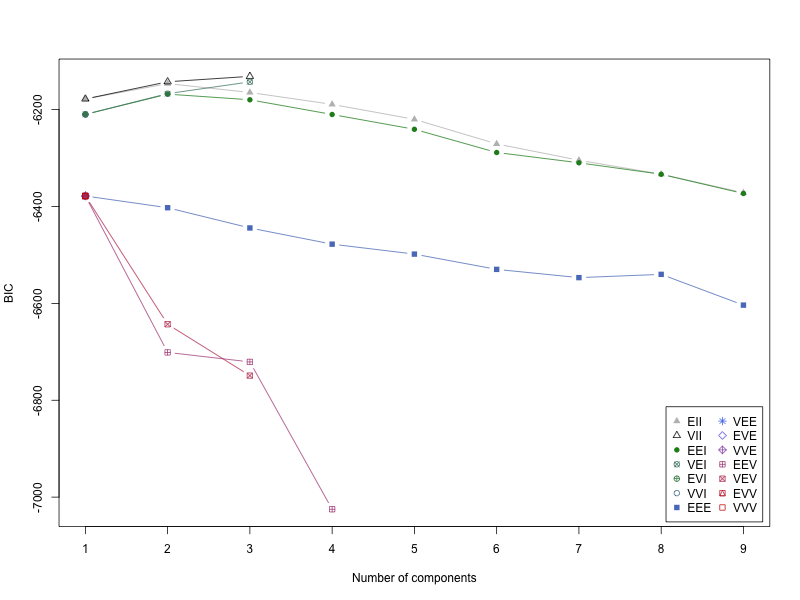 -6200
-6400
-6600
-6800
-7000
BIC
1 2 3 4 5 6 7 8 9
Number of components
EII VEE
VII EVE
EEI VVE
VEI EEV
EVI VEV
VVI EVV
EEE VVV